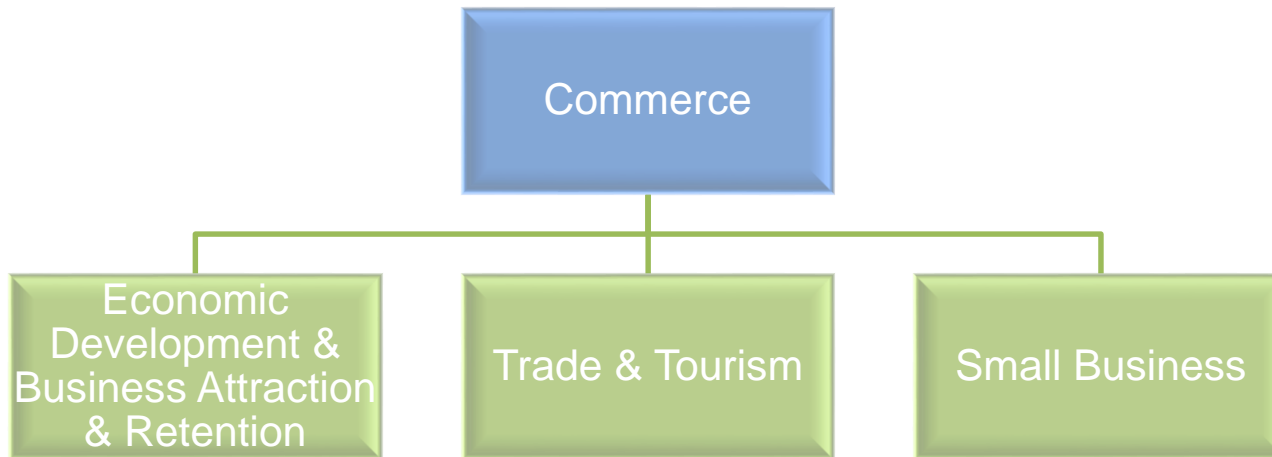 Commerce
Economic
Development &
Business Attraction
& Retention
Trade & Tourism
Small Business